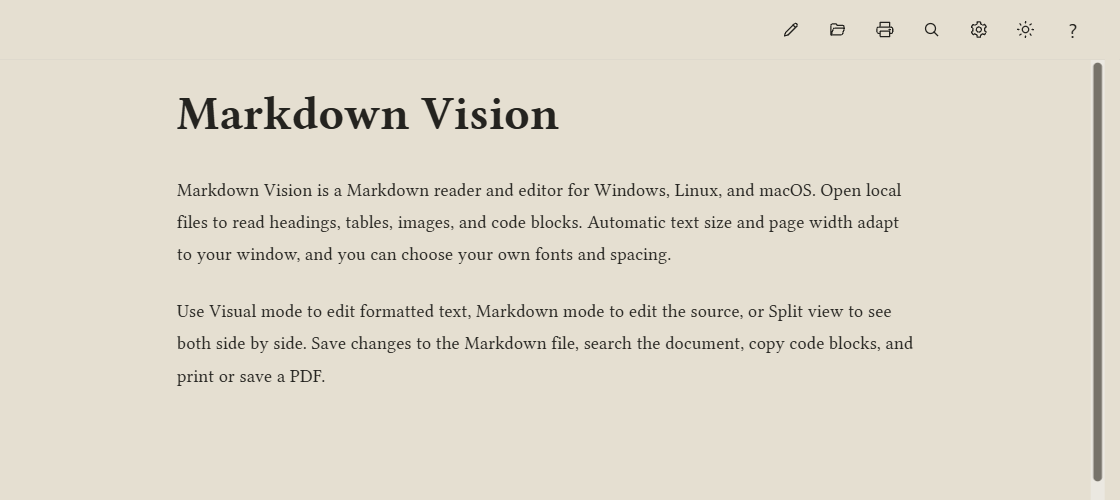 ?
Markdown Vision
Markdown Vision is a Markdown reader and editor for Windows, Linux, and macOS. Open local
files to read headings, tables, images, and code blocks. Automatic text size and page width adapt
to your window, and you can choose your own fonts and spacing.
Use Visual mode to edit formatted text, Markdown mode to edit the source, or Split view to see
both side by side. Save changes to the Markdown file, search the document, copy code blocks, and
print or save a PDF.